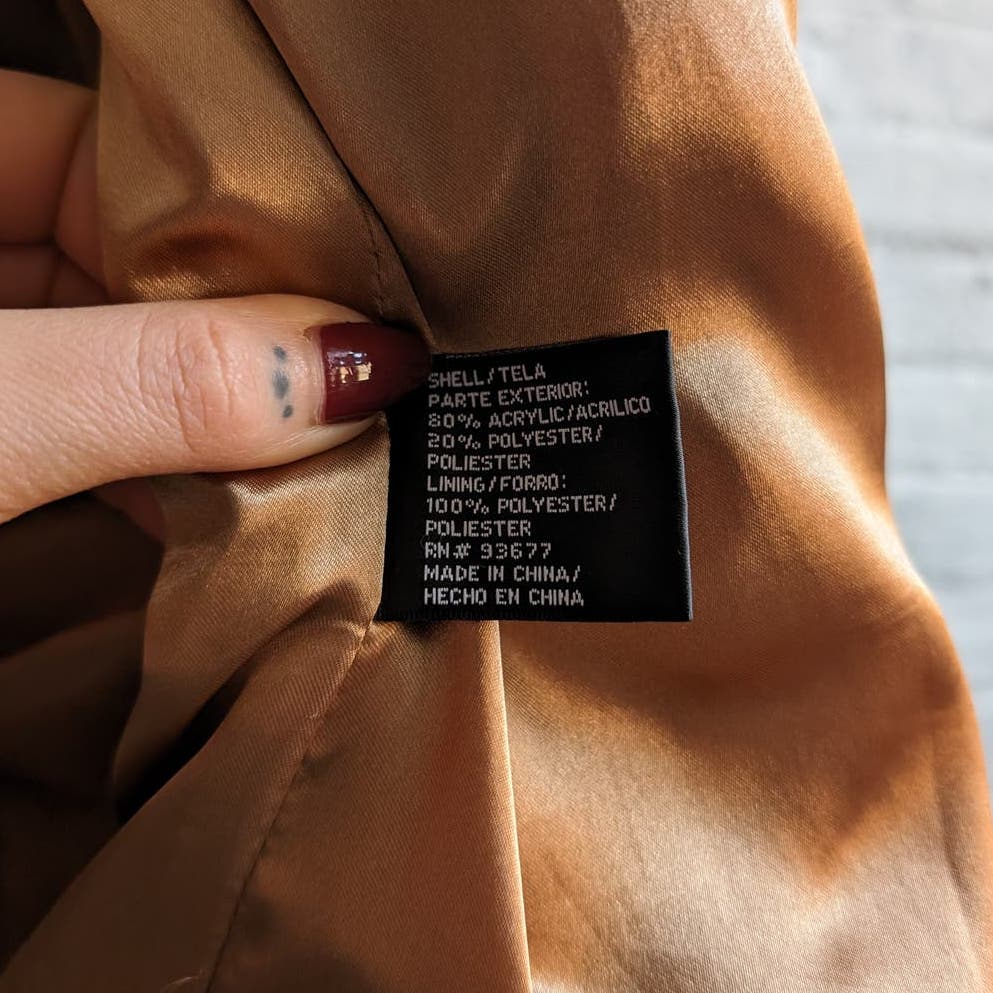 SHELL/TELA
PARTE EXTERIOR:
80% ACRYLIC/ACRILICO
20% POLYESTER/
POLIESTER
LINING/FORRO:
100% POLYESTER/
POLIESTER
RN# 93677
MADE IN CHINA/
HECHO EN CHINA